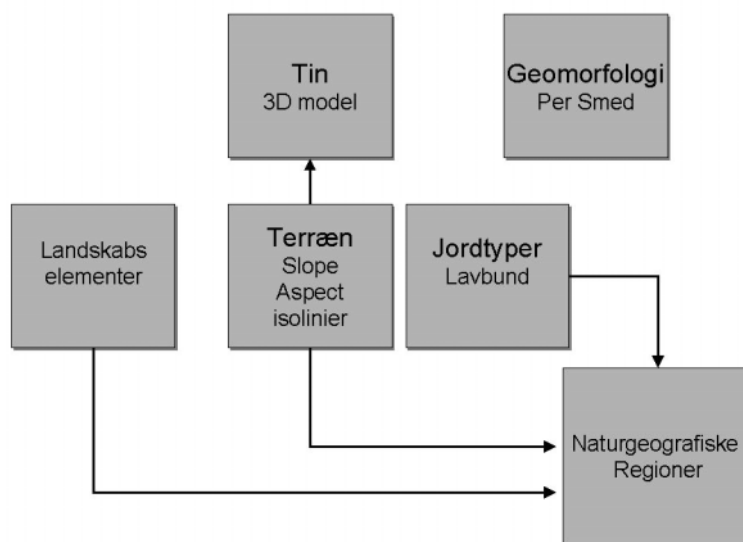 Tin
3D model
Geomorfologi
Per Smed
Landskabs
elementer
Terræn
Slope
Aspect
isolinier
Jordtyper
Lavbund
Naturgeografiske
Regioner